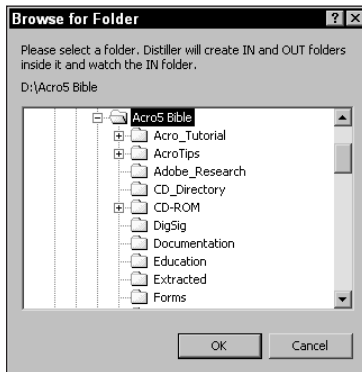 Browse for Folder
Please select a folder. Distiller will create IN and OUT folders
inside it and watch the IN folder.
D:\Acro5 Bible
Acro5 Bible
Acro_Tutorial
AcroTips
Adobe_Research
CD_Directory
CD-ROM
DigSig
Documentation
Education
Extracted
Forms
OK Cancel